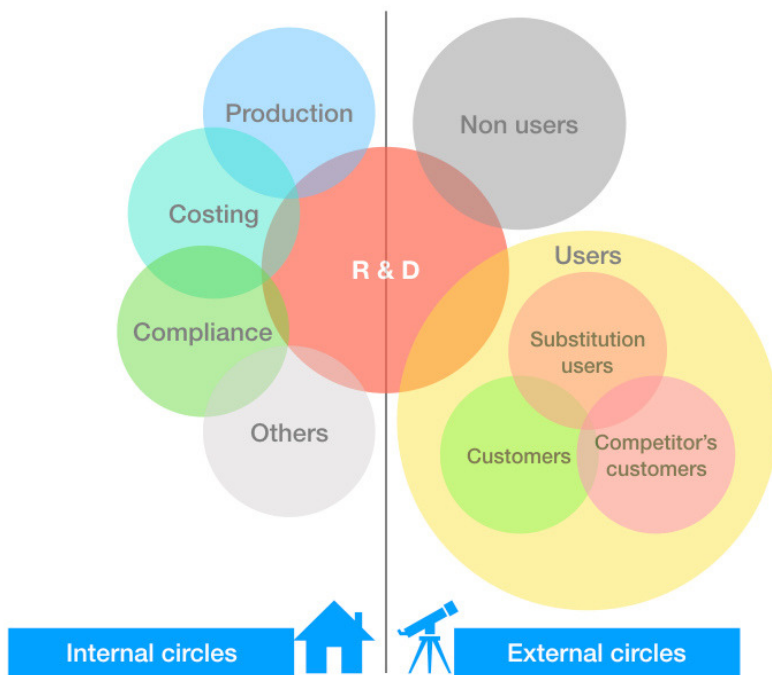 Production
Non users
Costing
R & D
Users
Compliance
Substitution
users
Others
Customers
Competitor's
customers
Internal circles
External circles